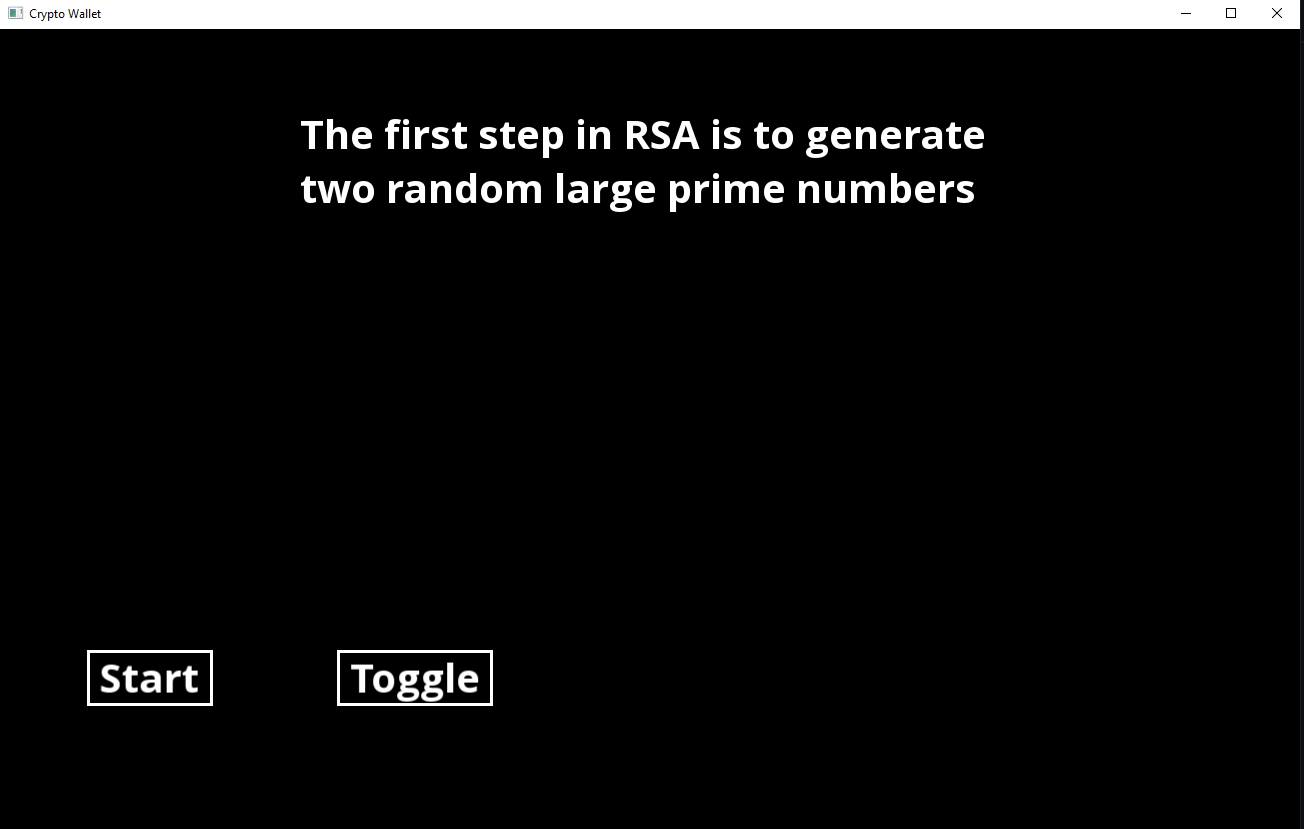 Crypto Wallet
The first step in RSA is to generate
two random large prime numbers
Start
Toggle